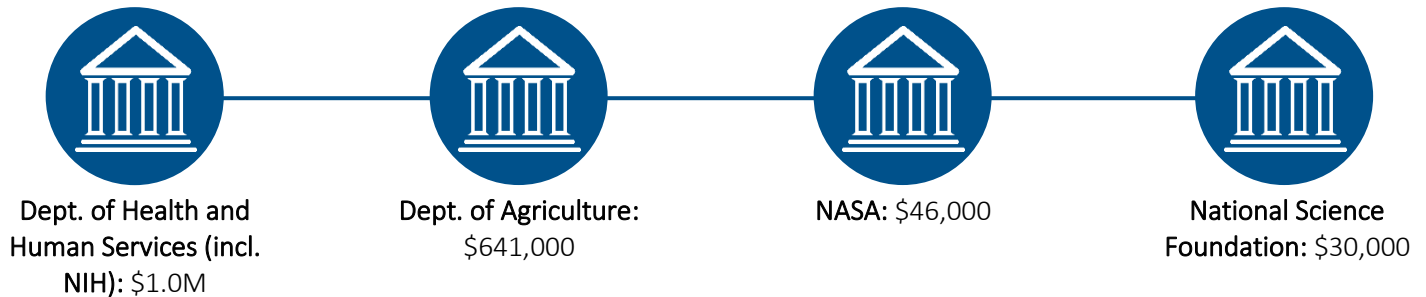 Dept. of Health and
Human Services (incl.
NIH): $1.0M
Dept. of Agriculture:
$641,000
NASA: $46,000
National Science
Foundation: $30,000